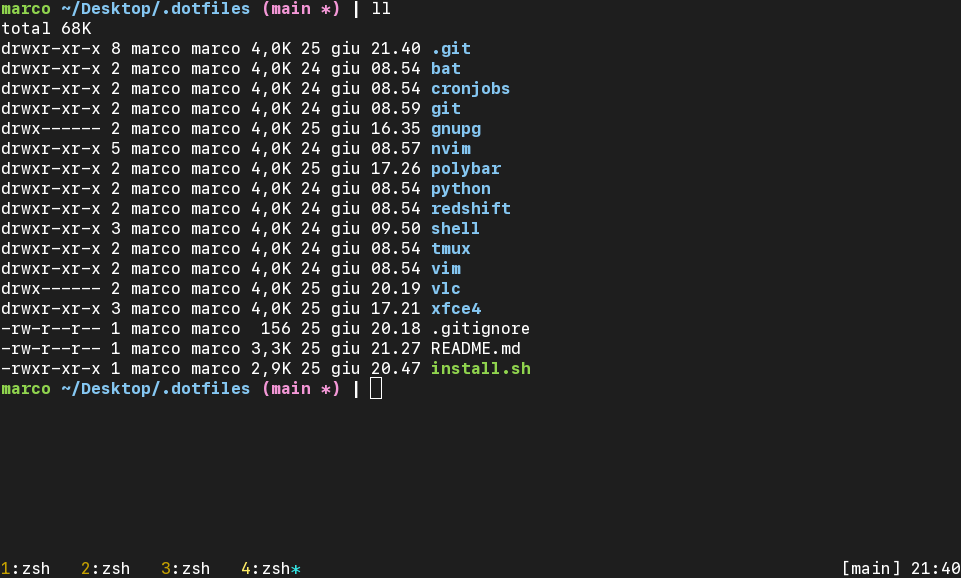 marco ~/Desktop/.dotfiles (main *) | ll
total 68K
drwxr-xr-x 8 marco marco 4,0K 25 giu 21.40 .git
drwxr-xr-x 2 marco marco 4,0K 24 giu 08.54 bat
drwxr-xr-x 2 marco marco 4,0K 24 giu 08.54 cronjobs
drwxr-xr-x 2 marco marco 4,0K 24 giu 08.59 git
drwx------ 2 marco marco 4,0K 25 giu 16.35 gnupg
drwxr-xr-x 5 marco marco 4,0K 24 giu 08.57 nvim
drwxr-xr-x 2 marco marco 4,0K 25 giu 17.26 polybar
drwxr-xr-x 2 marco marco 4,0K 24 giu 08.54 python
drwxr-xr-x 2 marco marco 4,0K 24 giu 08.54 redshift
drwxr-xr-x 3 marco marco 4,0K 24 giu 09.50 shell
drwxr-xr-x 2 marco marco 4,0K 24 giu 08.54 tmux
drwxr-xr-x 2 marco marco 4,0K 24 giu 08.54 vim
drwx------ 2 marco marco 4,0K 25 giu 20.19 vlc
drwxr-xr-x 3 marco marco 4,0K 25 giu 17.21 xfce4
-rw-r--r-- 1 marco marco  156 25 giu 20.18 .gitignore
-rw-r--r-- 1 marco marco 3,3K 25 giu 21.27 README.md
-rwxr-xr-x 1 marco marco 2,9K 25 giu 20.47 install.sh
marco ~/Desktop/.dotfiles (main *) |
1:zsh   2:zsh   3:zsh   4:zsh* [main] 21:40